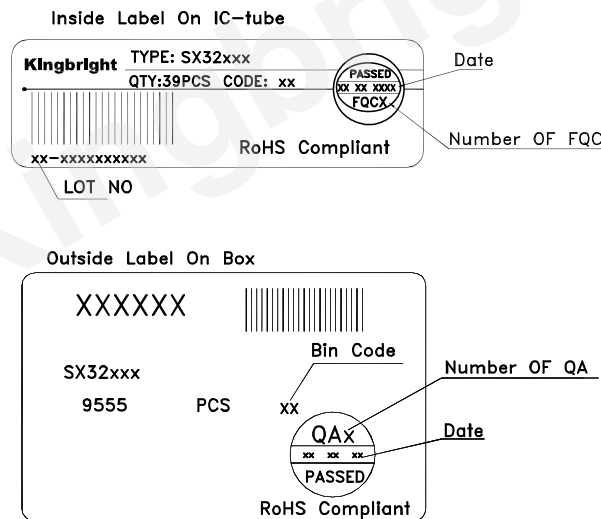 Inside Label On IC-tube
Kingbright
TYPE: SX32xxx
QTY:39PCS CODE: xx
PASSED
xx xx xxxx
FQCX
Date
Number OF FQC
RoHS Compliant
xx-xxxxxxxxxx
LOT NO
Outside Label On Box
XXXXXX
Bin Code
SX32xxx
9555 PCS xx
Number OF QA
QAx
xx xx xx
Date
PASSED
RoHS Compliant
Kingbright